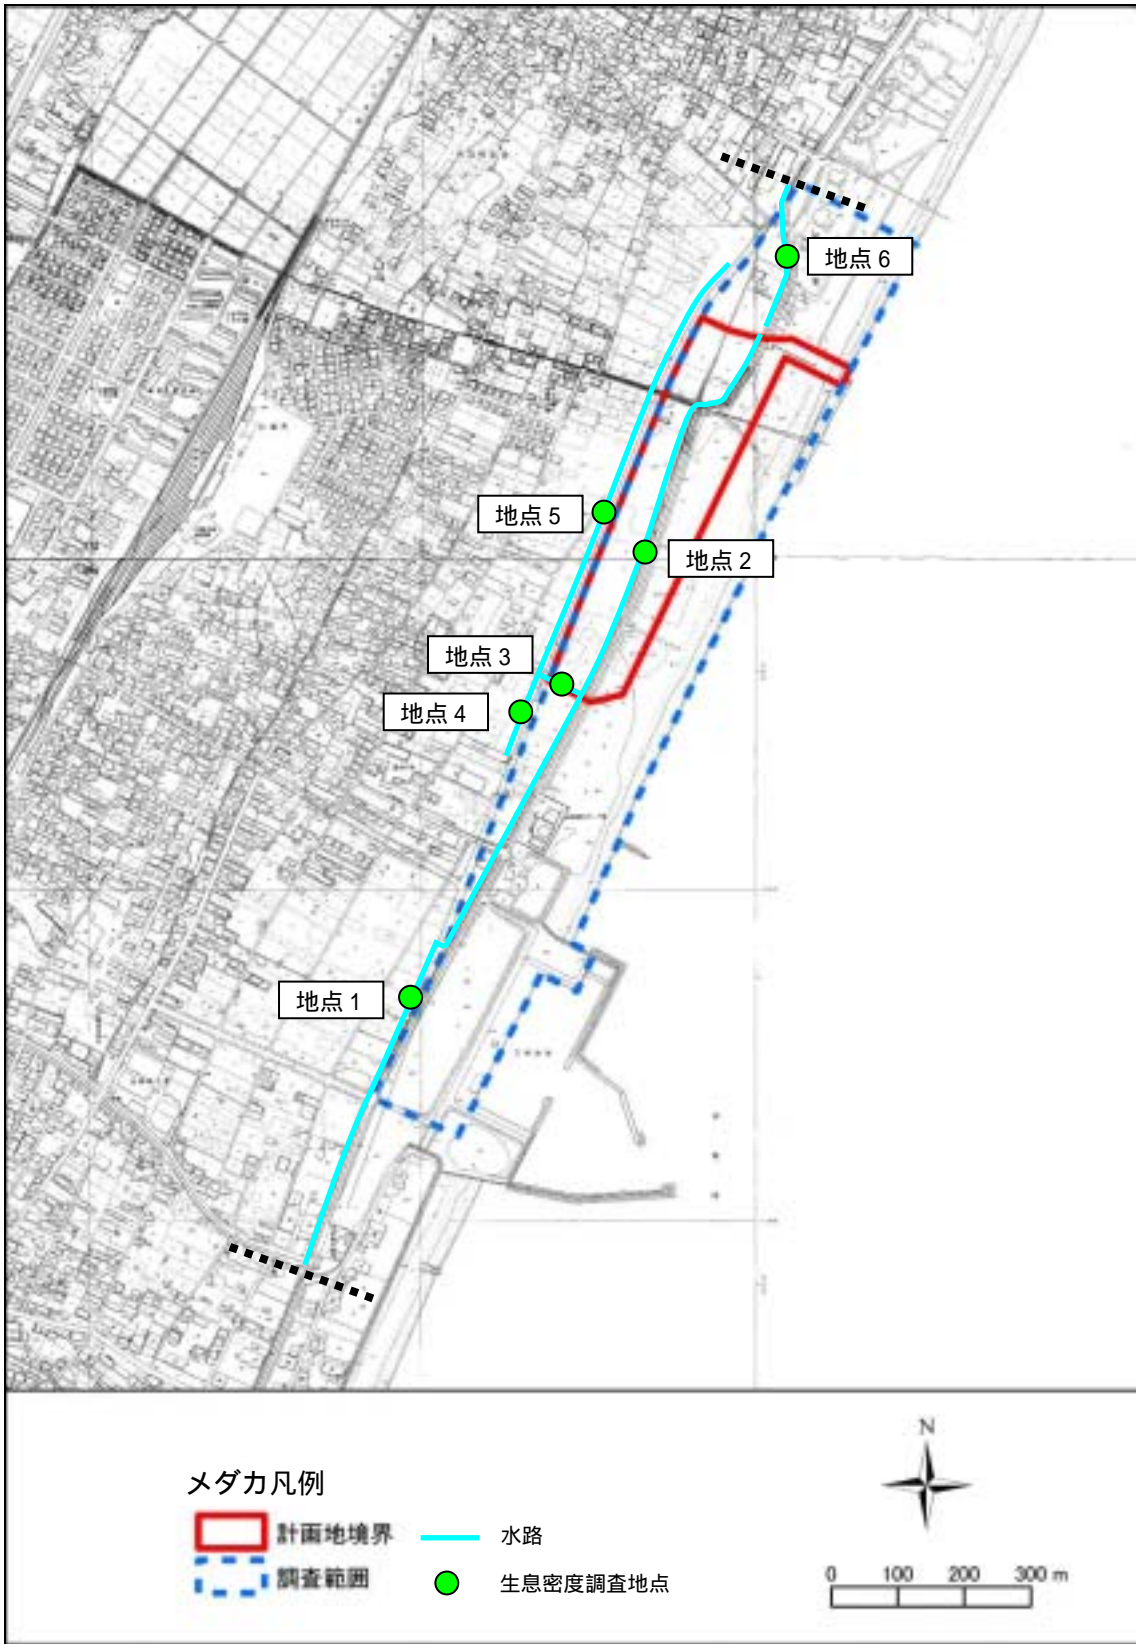 地点 6
地点 5
地点 2
地点 3
地点 4
地点 1
N
メダカ凡例
計画地境界
水路
調査範囲
生息密度調査地点
0 100 200 300 m